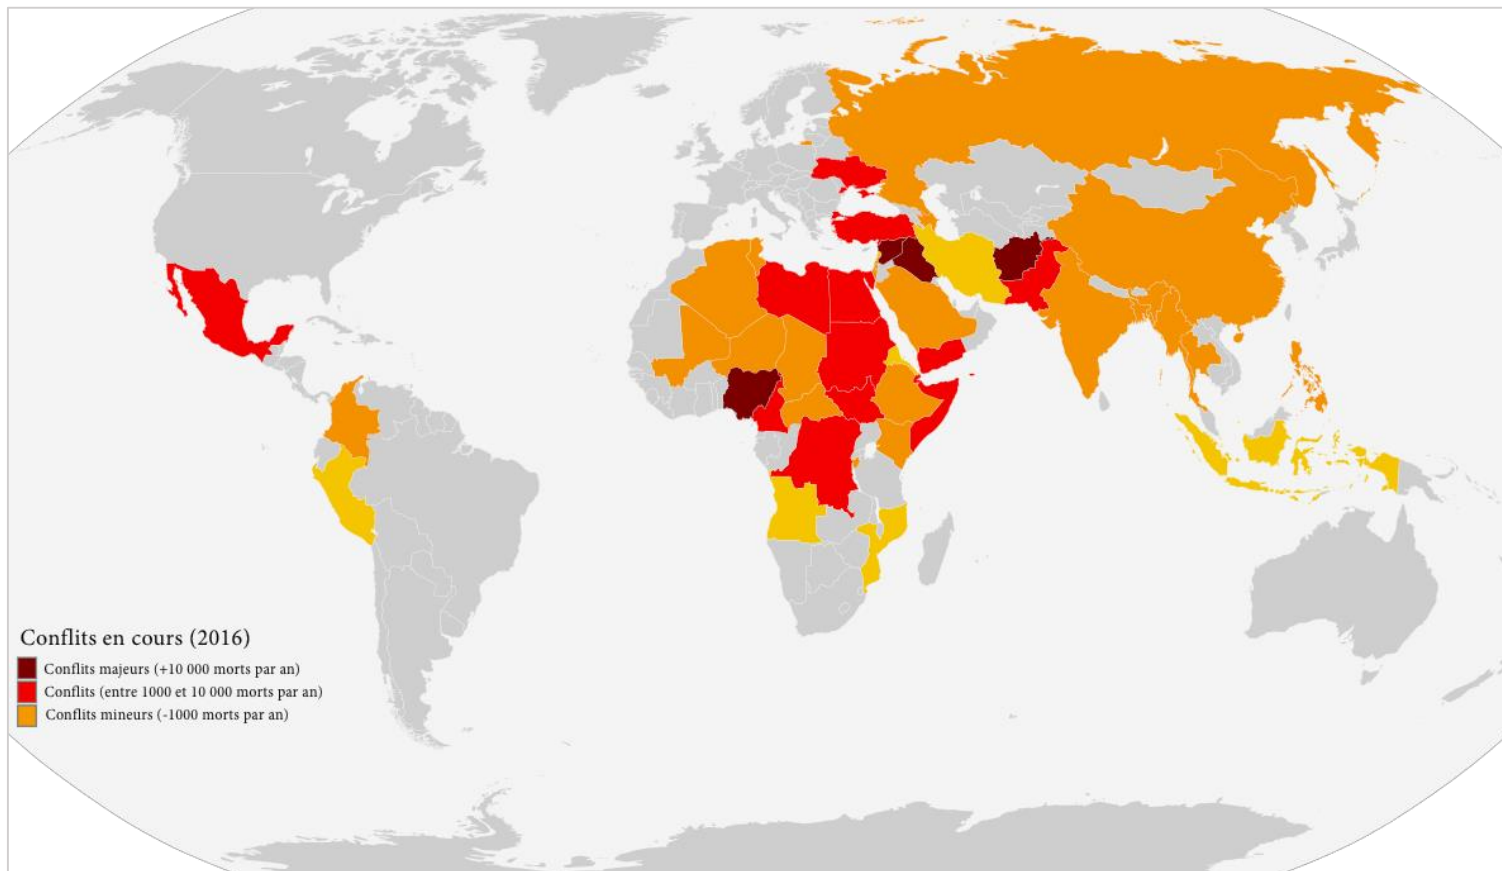 Conflits en cours (2016)
Conflits majeurs (+10 000 morts par an)
Conflits (entre 1000 et 10 000 morts par an)
Conflits mineurs (-1000 morts par an)